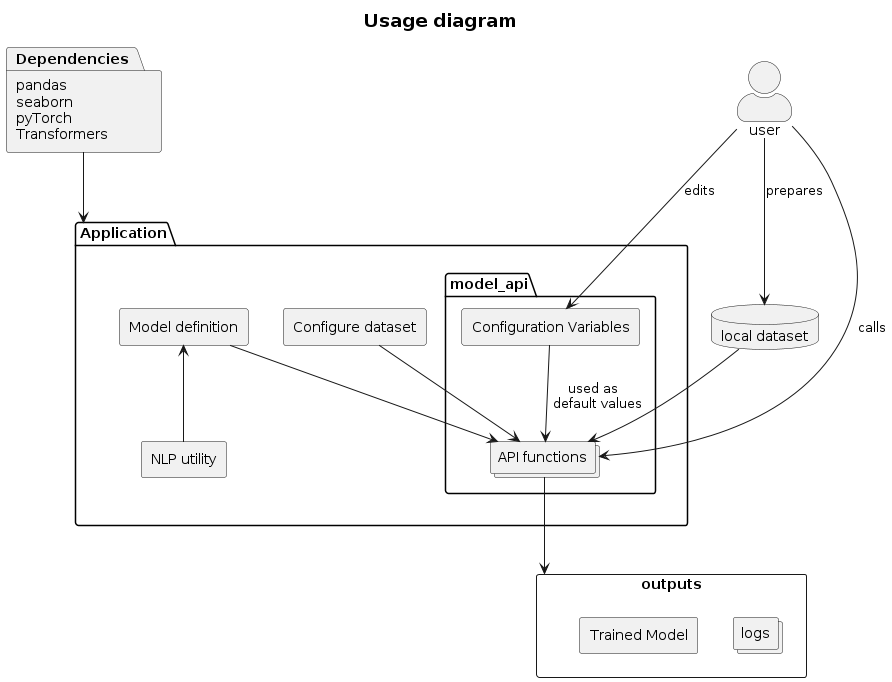 Usage diagram
Dependencies
pandas
seaborn
pyTorch
Transformers
user
edits
prepares
calls
Application
model_api
Model definition
Configure dataset
Configuration Variables
local dataset
used as
default values
NLP utility
API functions
outputs
Trained Model
logs